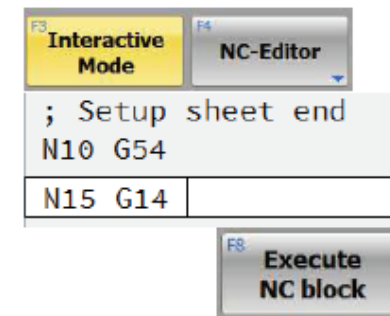 F3 Interactive Mode
F4 NC-Editor
; Setup sheet end
N10 G54
N15 G14
F8 Execute
NC block